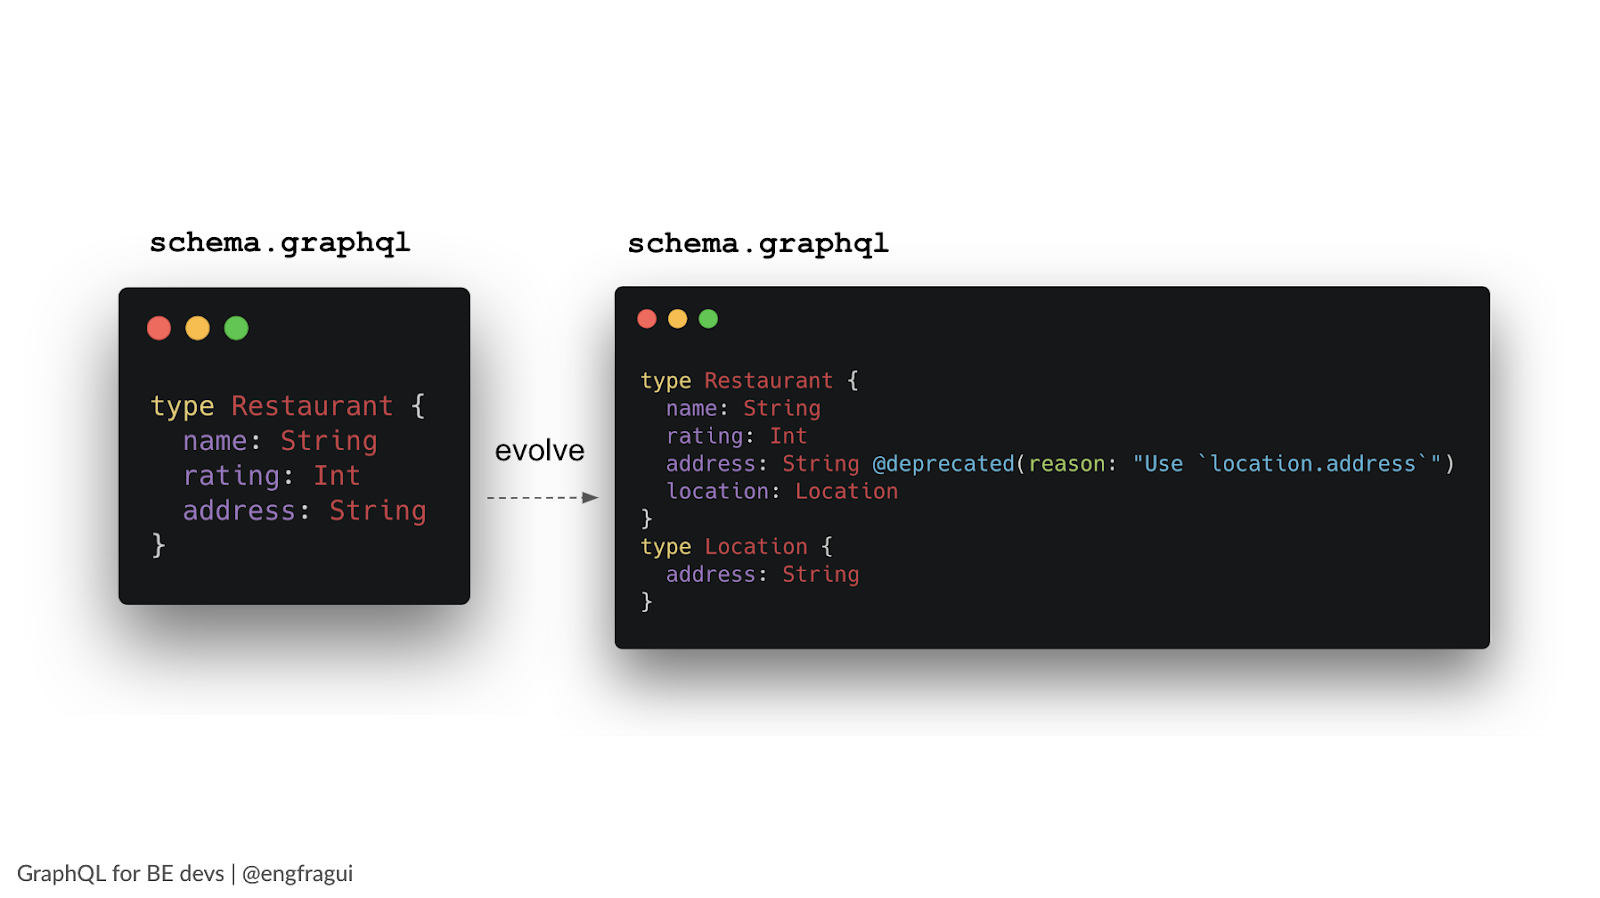 schema.graphql
type Restaurant {
  name: String
  rating: Int
  address: String
}
evolve
schema.graphql
type Restaurant {
  name: String
  rating: Int
  address: String @deprecated(reason: "Use `location.address`")
  location: Location
}
type Location {
  address: String
}
GraphQL for BE devs | @engfragui